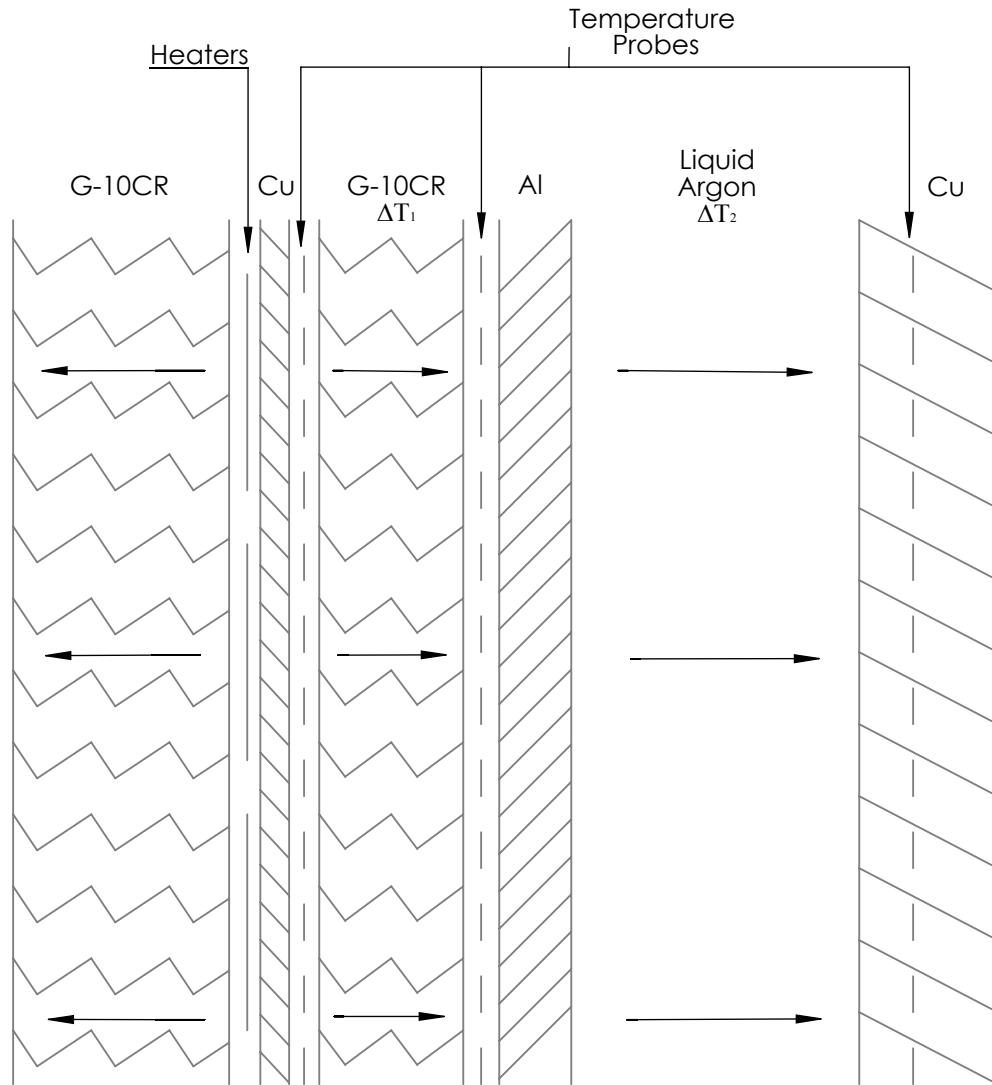 Temperature
Probes
Heaters
G-10CR
Cu
G-10CR
ΔT₁
Al
Liquid
Argon
ΔT₂
Cu